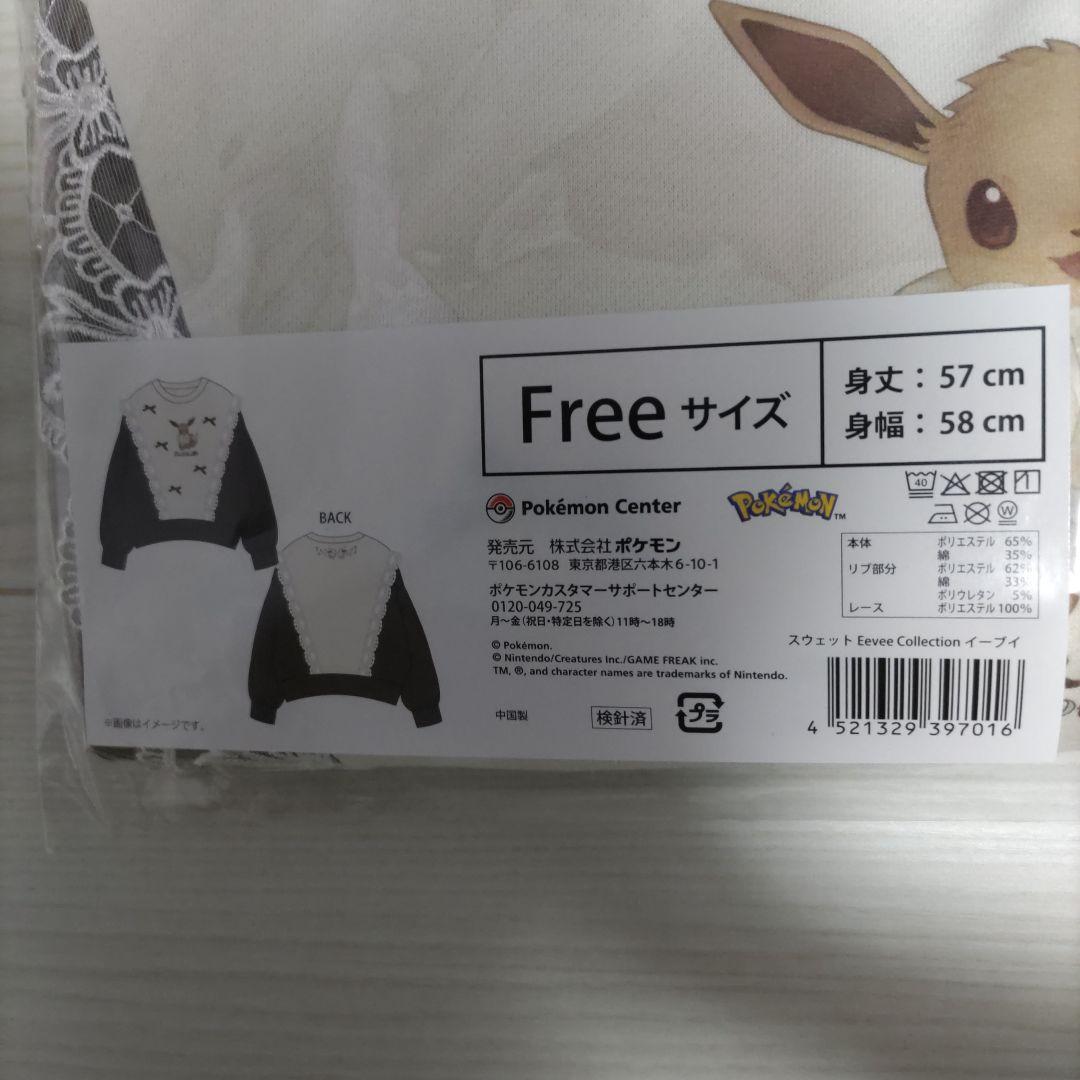 Free サイズ
身丈：57 cm
身幅：58 cm
Pokémon Center
POKéMON™
40
W
発売元　株式会社ポケモン
〒106-6108　東京都港区六本木6-10-1
ポケモンカスタマーサポートセンター
0120-049-725
月～金（祝日・特定日を除く）11時～18時
本体　ポリエステル 65%
綿 35%
リブ部分　ポリエステル 62%
綿 33%
ポリウレタン 5%
レース　ポリエステル 100%
© Pokémon.
© Nintendo/Creatures Inc./GAME FREAK inc.
TM, ®, and character names are trademarks of Nintendo.
スウェット Eevee Collection イーブイ
BACK
※画像はイメージです。
中国製
検針済
プラ
4 521329 397016